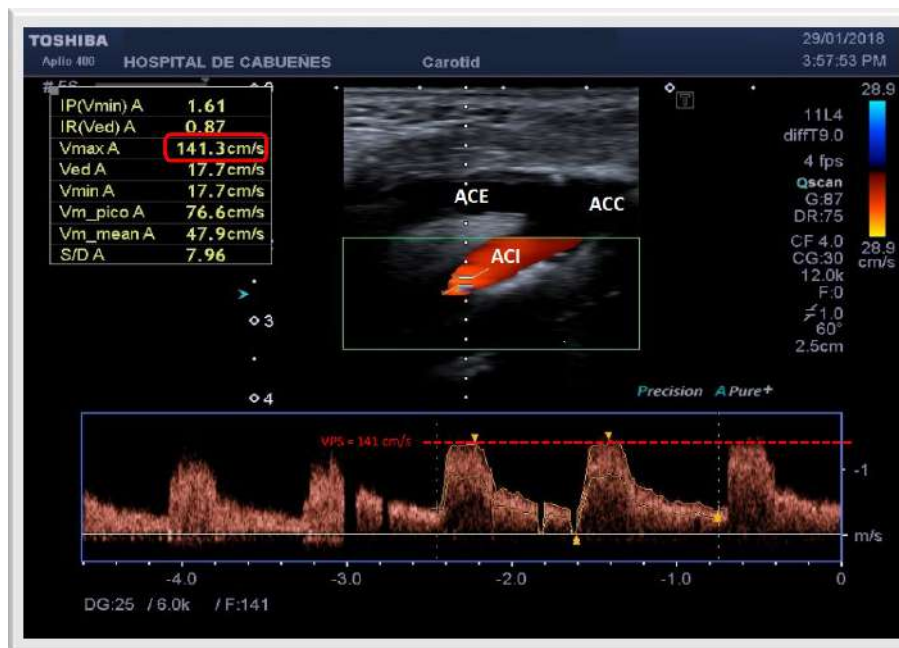 TOSHIBA
Aplio 400 HOSPITAL DE CABUEÑES Carotid
29/01/2018
3:57:53 PM
IP(Vmin) A 1.61
IR(Ved) A 0.87
Vmax A 141.3cm/s
Ved A 17.7cm/s
Vmin A 17.7cm/s
Vm_pico A 76.6cm/s
Vm_mean A 47.9cm/s
S/D A 7.96
3
4
ACE
ACC
ACI
T
28.9
11L4
diffT9.0
4 fps
Qscan
G:87
DR:75
CF 4.0
CG:30
12.0k
F:0
1.0
60°
2.5cm
28.9
cm/s
Precision APure+
VPS = 141 cm/s
-1
m/s
-4.0 -3.0 -2.0 -1.0 0
DG:25 / 6.0k / F:141